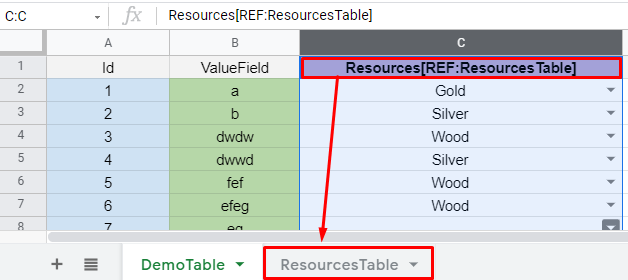 C:C fx Resources[REF:ResourcesTable]
A B C
1 Id ValueField Resources[REF:ResourcesTable]
2 1 a Gold
3 2 b Silver
4 3 dwdw Wood
5 4 dwwd Silver
6 5 fef Wood
7 6 efeg Wood
8 7 eg
DemoTable ResourcesTable